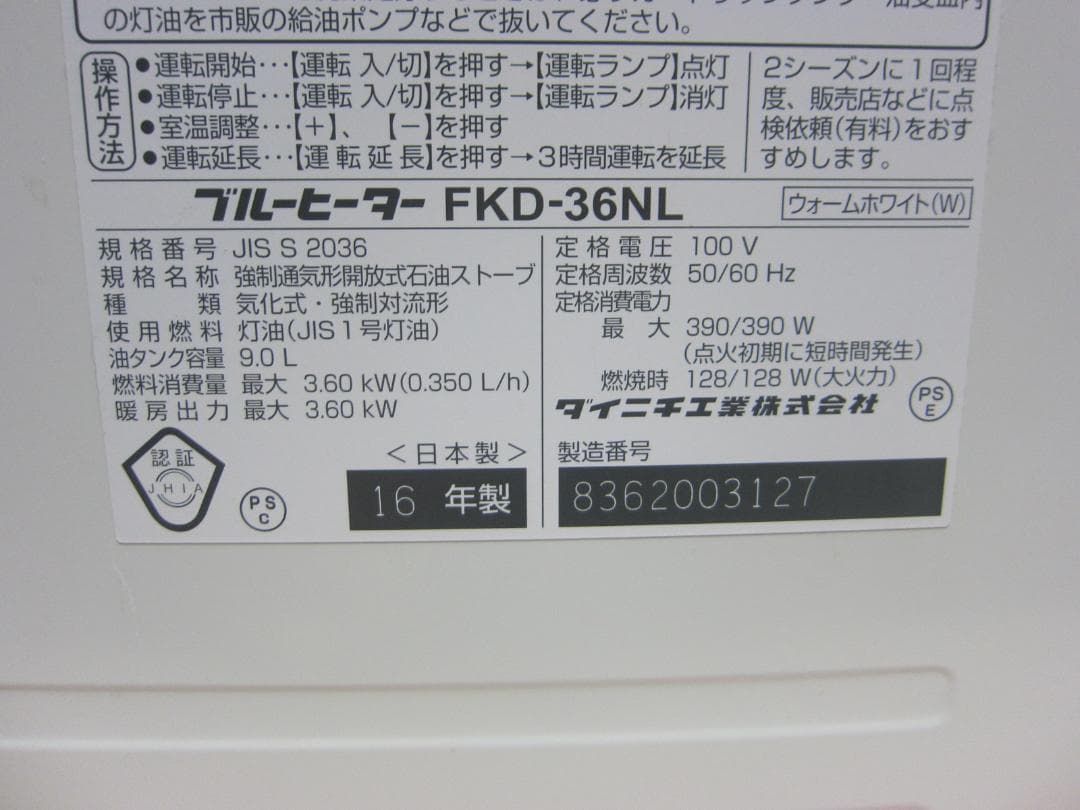 の灯油を市販の給油ポンプなどで抜いてください。
操作方法
●運転開始…【運転 入/切】を押す→【運転ランプ】点灯
●運転停止…【運転 入/切】を押す→【運転ランプ】消灯
●室温調整…【＋】、【－】を押す
●運転延長…【運転延長】を押す→3時間運転を延長
2シーズンに1回程
度、販売店などに点
検依頼(有料)をおす
すめします。
ブルーヒーター FKD-36NL
ウォームホワイト(W)
規格番号 JIS S 2036
規格名称 強制通気形開放式石油ストーブ
種類 気化式・強制対流形
使用燃料 灯油(JIS1号灯油)
油タンク容量 9.0 L
燃料消費量 最大 3.60 kW(0.350 L/h)
暖房出力 最大 3.60 kW
定格電圧 100 V
定格周波数 50/60 Hz
定格消費電力
最大 390/390 W
(点火初期に短時間発生)
燃焼時 128/128 W(大火力)
ダイニチ工業株式会社
PS
E
認証
JHIA
PS
C
<日本製>
16 年製
製造番号
8362003127